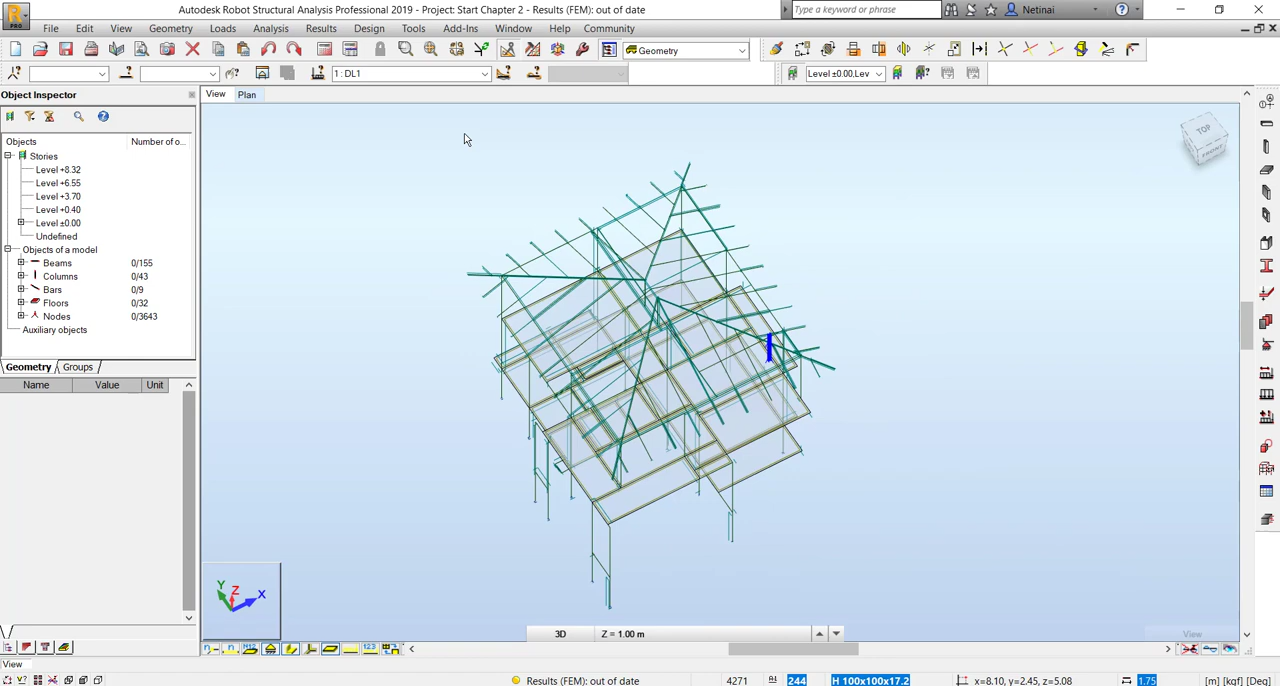 Autodesk Robot Structural Analysis Professional 2019 - Project: Start Chapter 2 - Results (FEM): out of date
Type a keyword or phrase
Netinai
PRO
File Edit View Geometry Loads Analysis Results Design Tools Add-Ins Window Help Community
Geometry
1 : DL1
Level ±0.00,Lev
Object Inspector
View Plan
Objects Number of o...
Stories
Level +8.32
Level +6.55
Level +3.70
Level +0.40
Level ±0.00
Undefined
Objects of a model
Beams 0/155
Columns 0/43
Bars 0/9
Floors 0/32
Nodes 0/3643
Auxiliary objects
Geometry Groups
Name Value Unit
TOP
FRONT
Y Z X
3D Z = 1.00 m
View
View
Results (FEM): out of date 4271 244 H 100x100x17.2 x=8.10, y=2.45, z=5.08 1.75 [m] [kgf] [Deg]